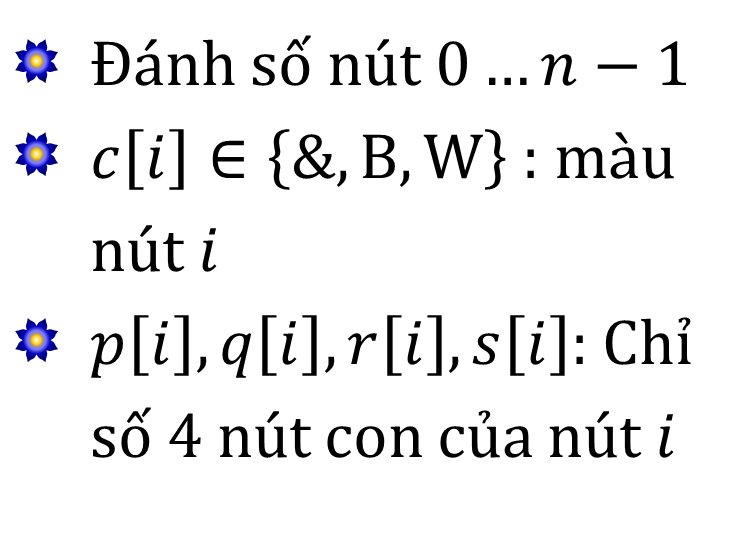 Đánh số nút 0 … n − 1
c[i] ∈ {&, B, W} : màu
nút i
p[i], q[i], r[i], s[i]: Chỉ
số 4 nút con của nút i